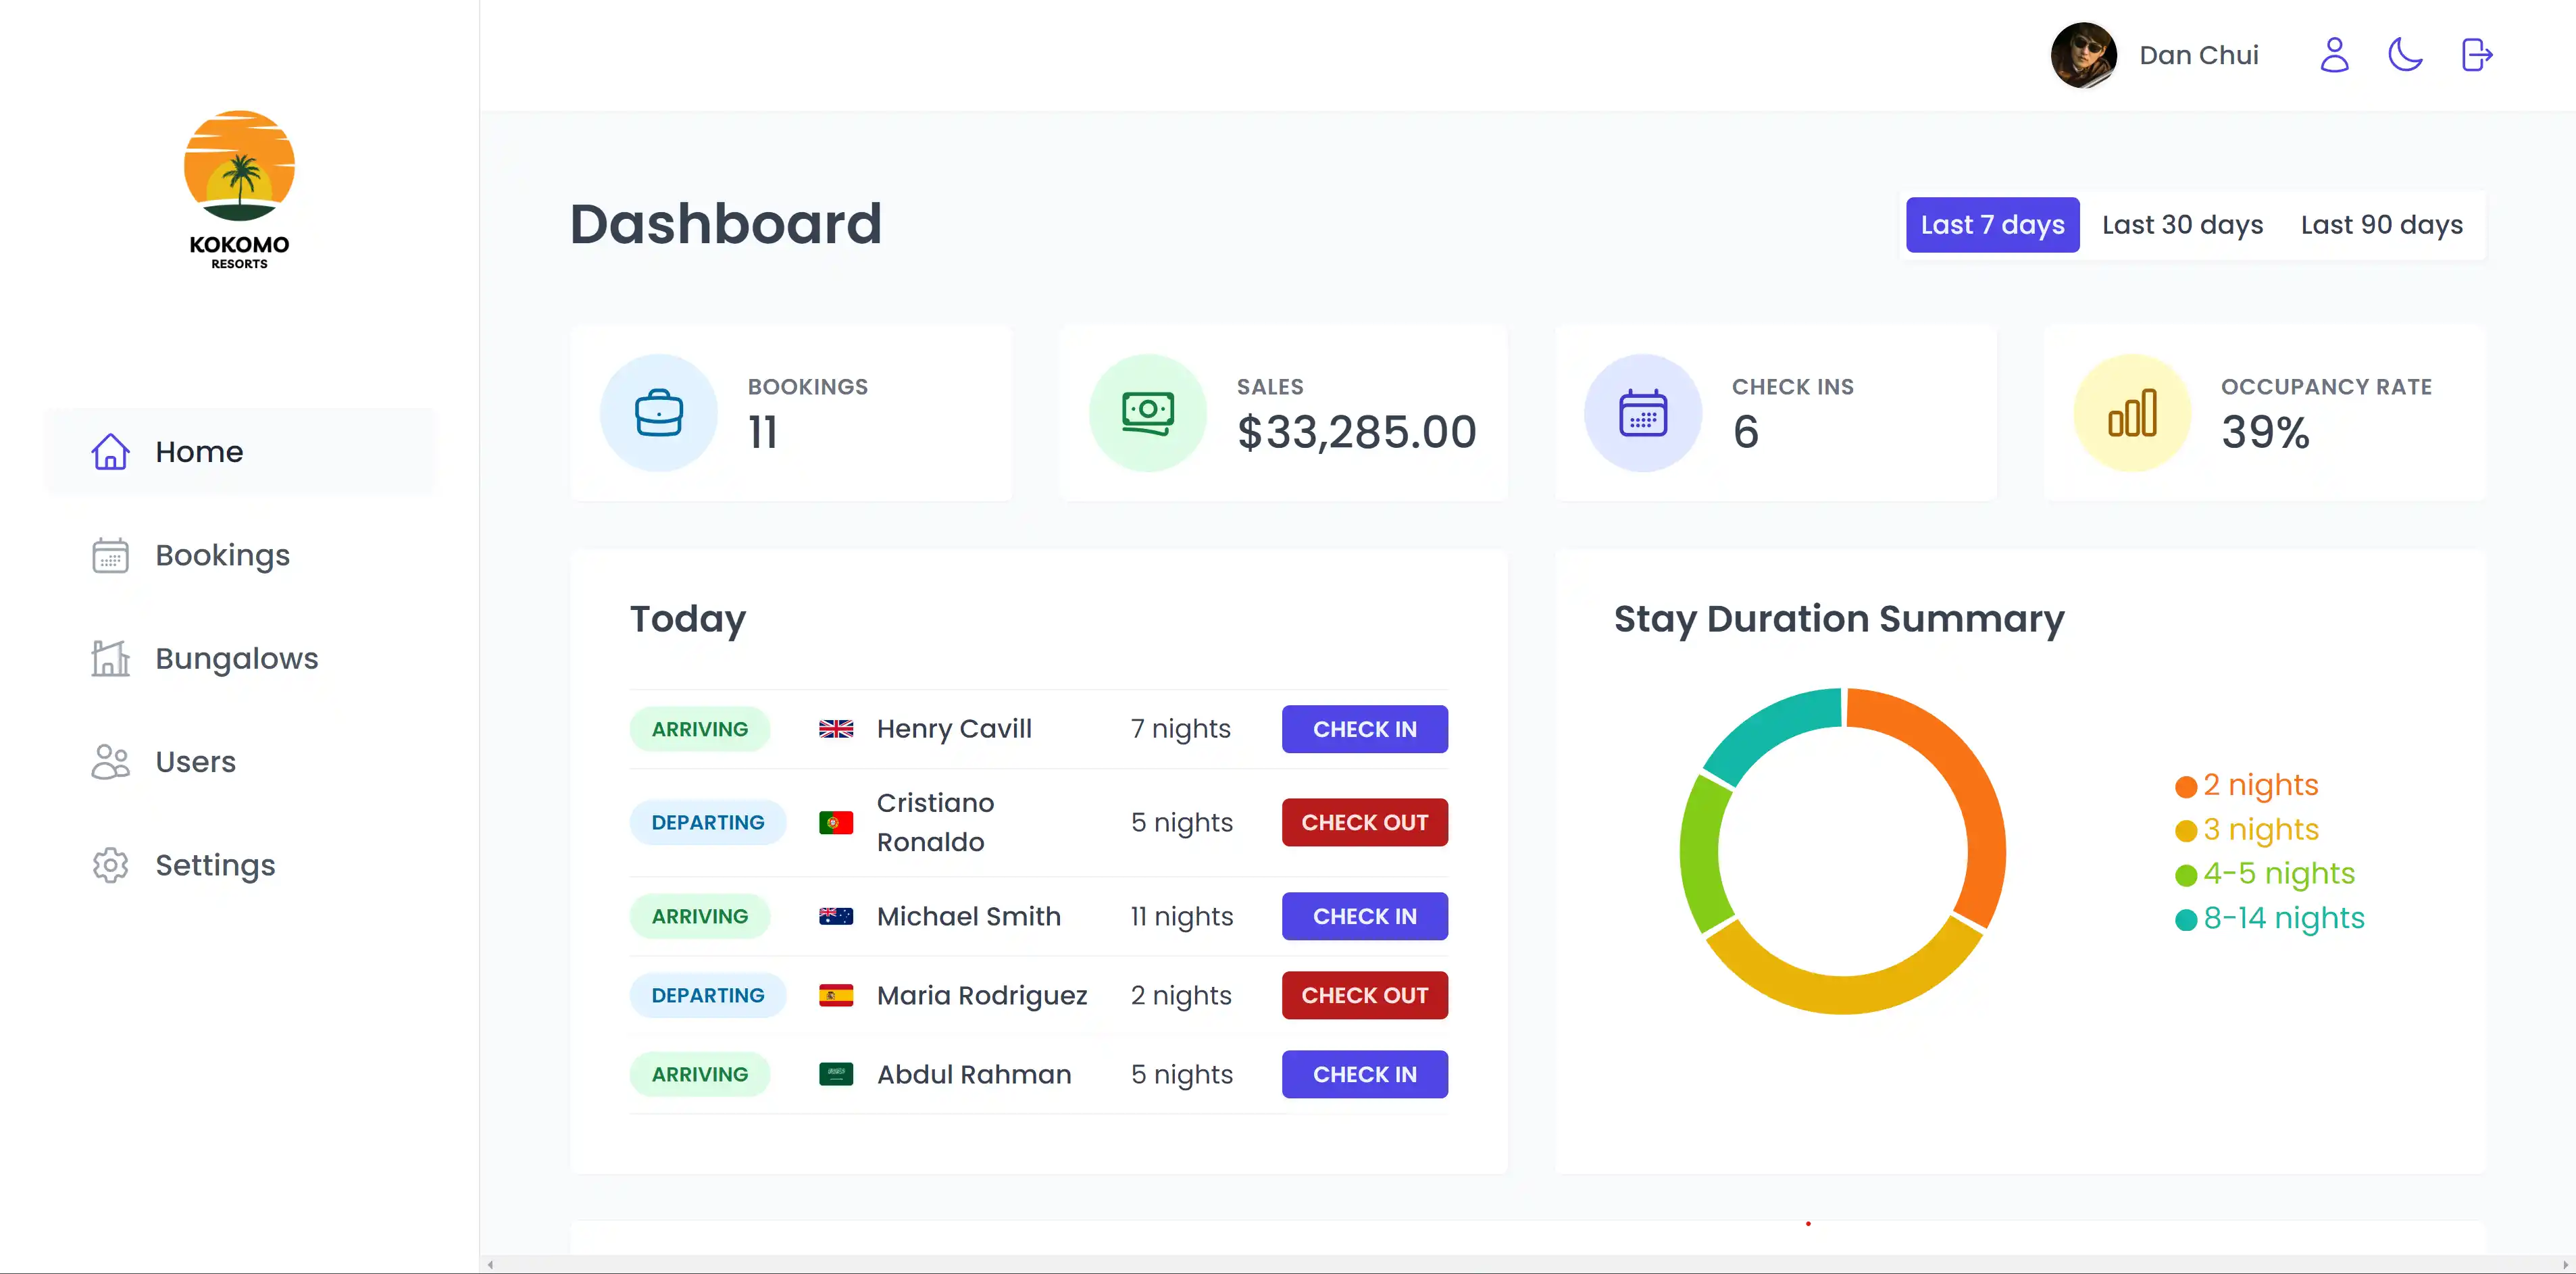 Dan Chui
KOKOMO
RESORTS
Home
Bookings
Bungalows
Users
Settings
Dashboard
Last 7 days Last 30 days Last 90 days
BOOKINGS
11
SALES
$33,285.00
CHECK INS
6
OCCUPANCY RATE
39%
Today
ARRIVING Henry Cavill 7 nights CHECK IN
DEPARTING Cristiano
Ronaldo 5 nights CHECK OUT
ARRIVING Michael Smith 11 nights CHECK IN
DEPARTING Maria Rodriguez 2 nights CHECK OUT
ARRIVING Abdul Rahman 5 nights CHECK IN
Stay Duration Summary
2 nights
3 nights
4-5 nights
8-14 nights